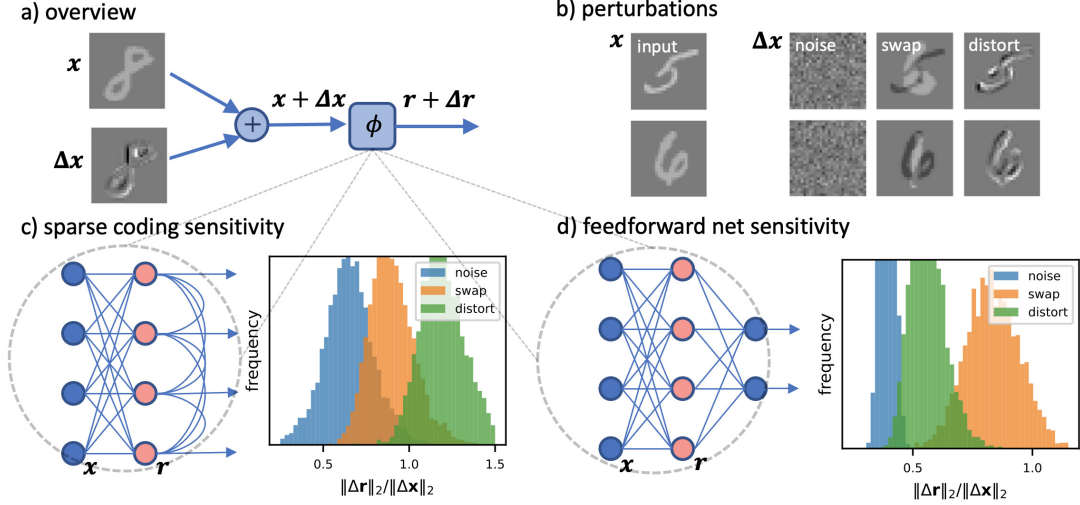 a) overview
x
Δx
+
x + Δx
ϕ
r + Δr
b) perturbations
x
input
Δx
noise
swap
distort
c) sparse coding sensitivity
x
r
frequency
noise
swap
distort
0.5
1.0
1.5
‖Δr‖₂/‖Δx‖₂
d) feedforward net sensitivity
x
r
frequency
noise
swap
distort
0.5
1.0
‖Δr‖₂/‖Δx‖₂